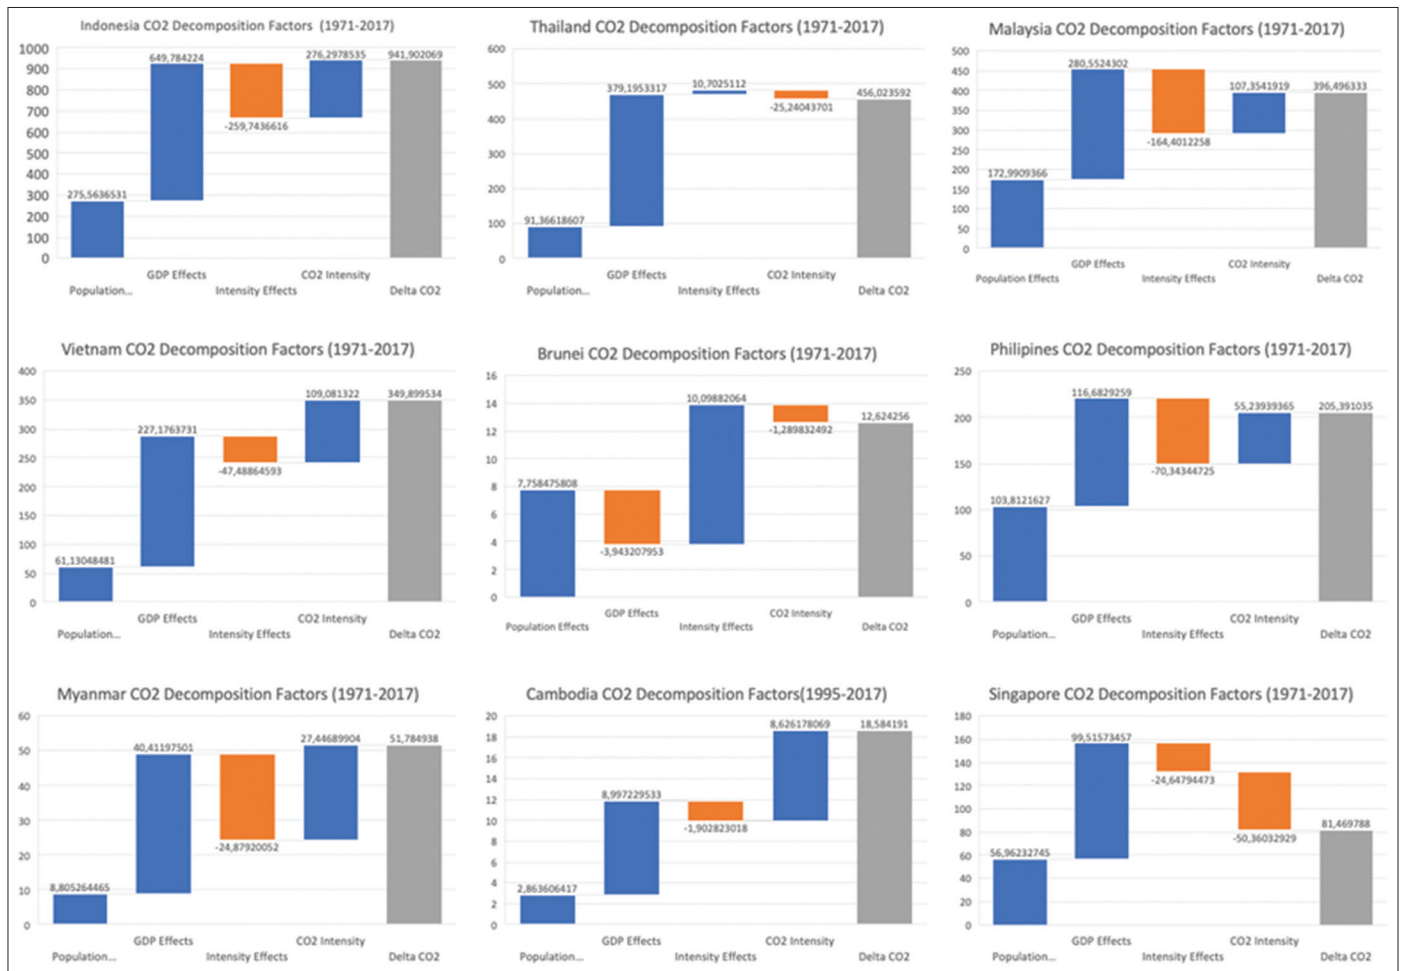 Indonesia CO2 Decomposition Factors (1971-2017)
1000
900
800
700
600
500
400
300
200
100
0
275,5636531
649,784224
-259,7436616
276,2978535
941,902069
GDP Effects
CO2 Intensity
Population...
Intensity Effects
Delta CO2
Thailand CO2 Decomposition Factors (1971-2017)
600
500
400
300
200
100
0
91,36618607
379,1953317
10,7025112
-25,24043701
456,023592
GDP Effects
CO2 Intensity
Population...
Intensity Effects
Delta CO2
Malaysia CO2 Decomposition Factors (1971-2017)
500
450
400
350
300
250
200
150
100
50
0
172,9909366
280,5524302
-164,4012258
107,3541919
396,496333
GDP Effects
CO2 Intensity
Population Effects
Intensity Effects
Delta CO2
Vietnam CO2 Decomposition Factors (1971-2017)
400
350
300
250
200
150
100
50
0
61,13048481
227,1763731
-47,48864593
109,081322
349,899534
GDP Effects
CO2 Intensity
Population...
Intensity Effects
Delta CO2
Brunei CO2 Decomposition Factors (1971-2017)
16
14
12
10
8
6
4
2
0
7,758475808
-3,943207953
10,09882064
-1,289832492
12,624256
GDP Effects
CO2 Intensity
Population Effects
Intensity Effects
Delta CO2
Philipines CO2 Decomposition Factors (1971-2017)
250
200
150
100
50
0
103,8121627
116,6829259
-70,34344725
55,23939365
205,391035
GDP Effects
CO2 Intensity
Population...
Intensity Effects
Delta CO2
Myanmar CO2 Decomposition Factors (1971-2017)
60
50
40
30
20
10
0
8,805264465
40,41197501
-24,87920052
27,44689904
51,784938
GDP Effects
CO2 Intensity
Population...
Intensity Effects
Delta CO2
Cambodia CO2 Decomposition Factors(1995-2017)
20
18
16
14
12
10
8
6
4
2
0
2,863606417
8,997229533
-1,902823018
8,626178069
18,584191
GDP Effects
CO2 Intensity
Population...
Intensity Effects
Delta CO2
Singapore CO2 Decomposition Factors (1971-2017)
180
160
140
120
100
80
60
40
20
0
56,96232745
99,51573457
-24,64794473
-50,36032929
81,469788
GDP Effects
CO2 Intensity
Population...
Intensity Effects
Delta CO2